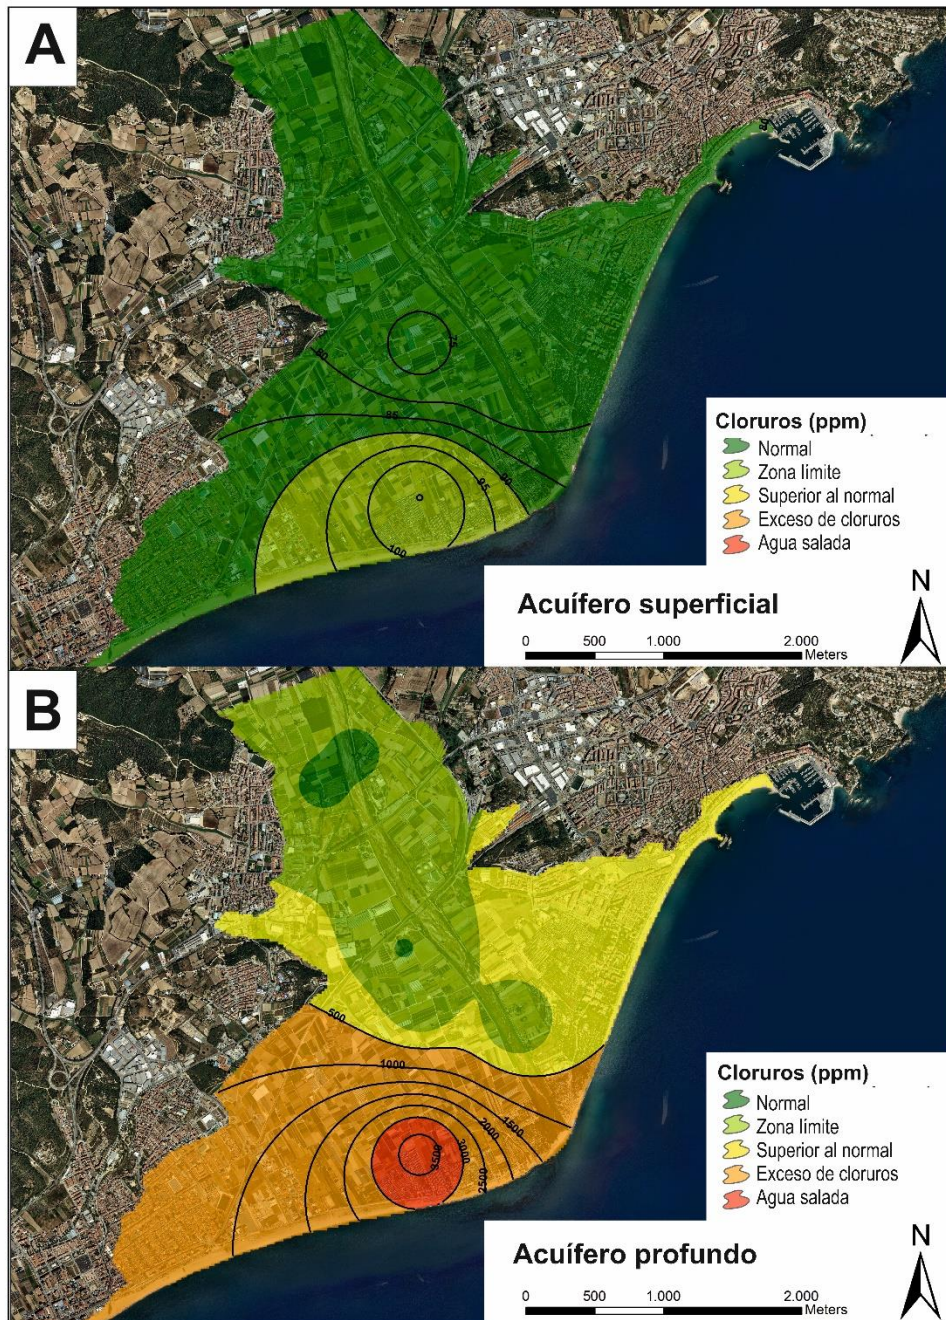 A
75
80
85
90
95
100
Cloruros (ppm)
Normal
Zona límite
Superior al normal
Exceso de cloruros
Agua salada
Acuífero superficial
N
0 500 1.000 2.000
Meters
B
500
1000
1500
2000
3000
3500
2500
Cloruros (ppm)
Normal
Zona límite
Superior al normal
Exceso de cloruros
Agua salada
Acuífero profundo
N
0 500 1.000 2.000
Meters